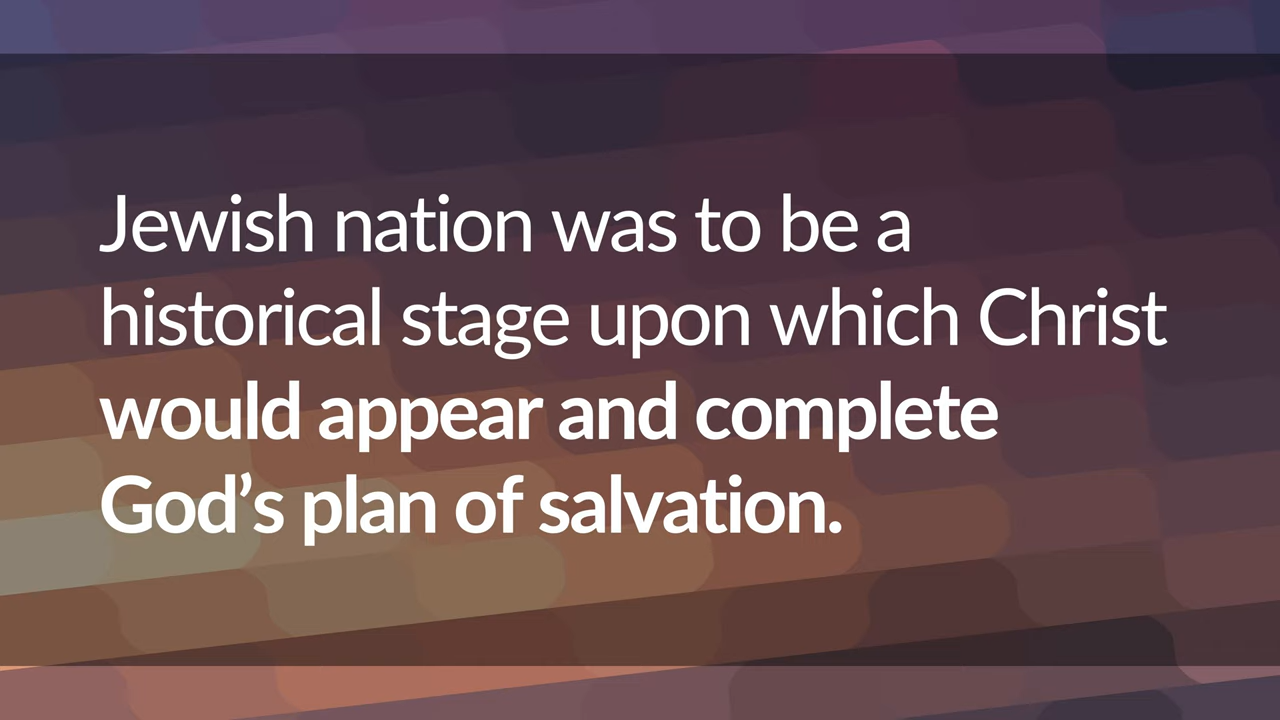 Jewish nation was to be a
historical stage upon which Christ
would appear and complete
God’s plan of salvation.